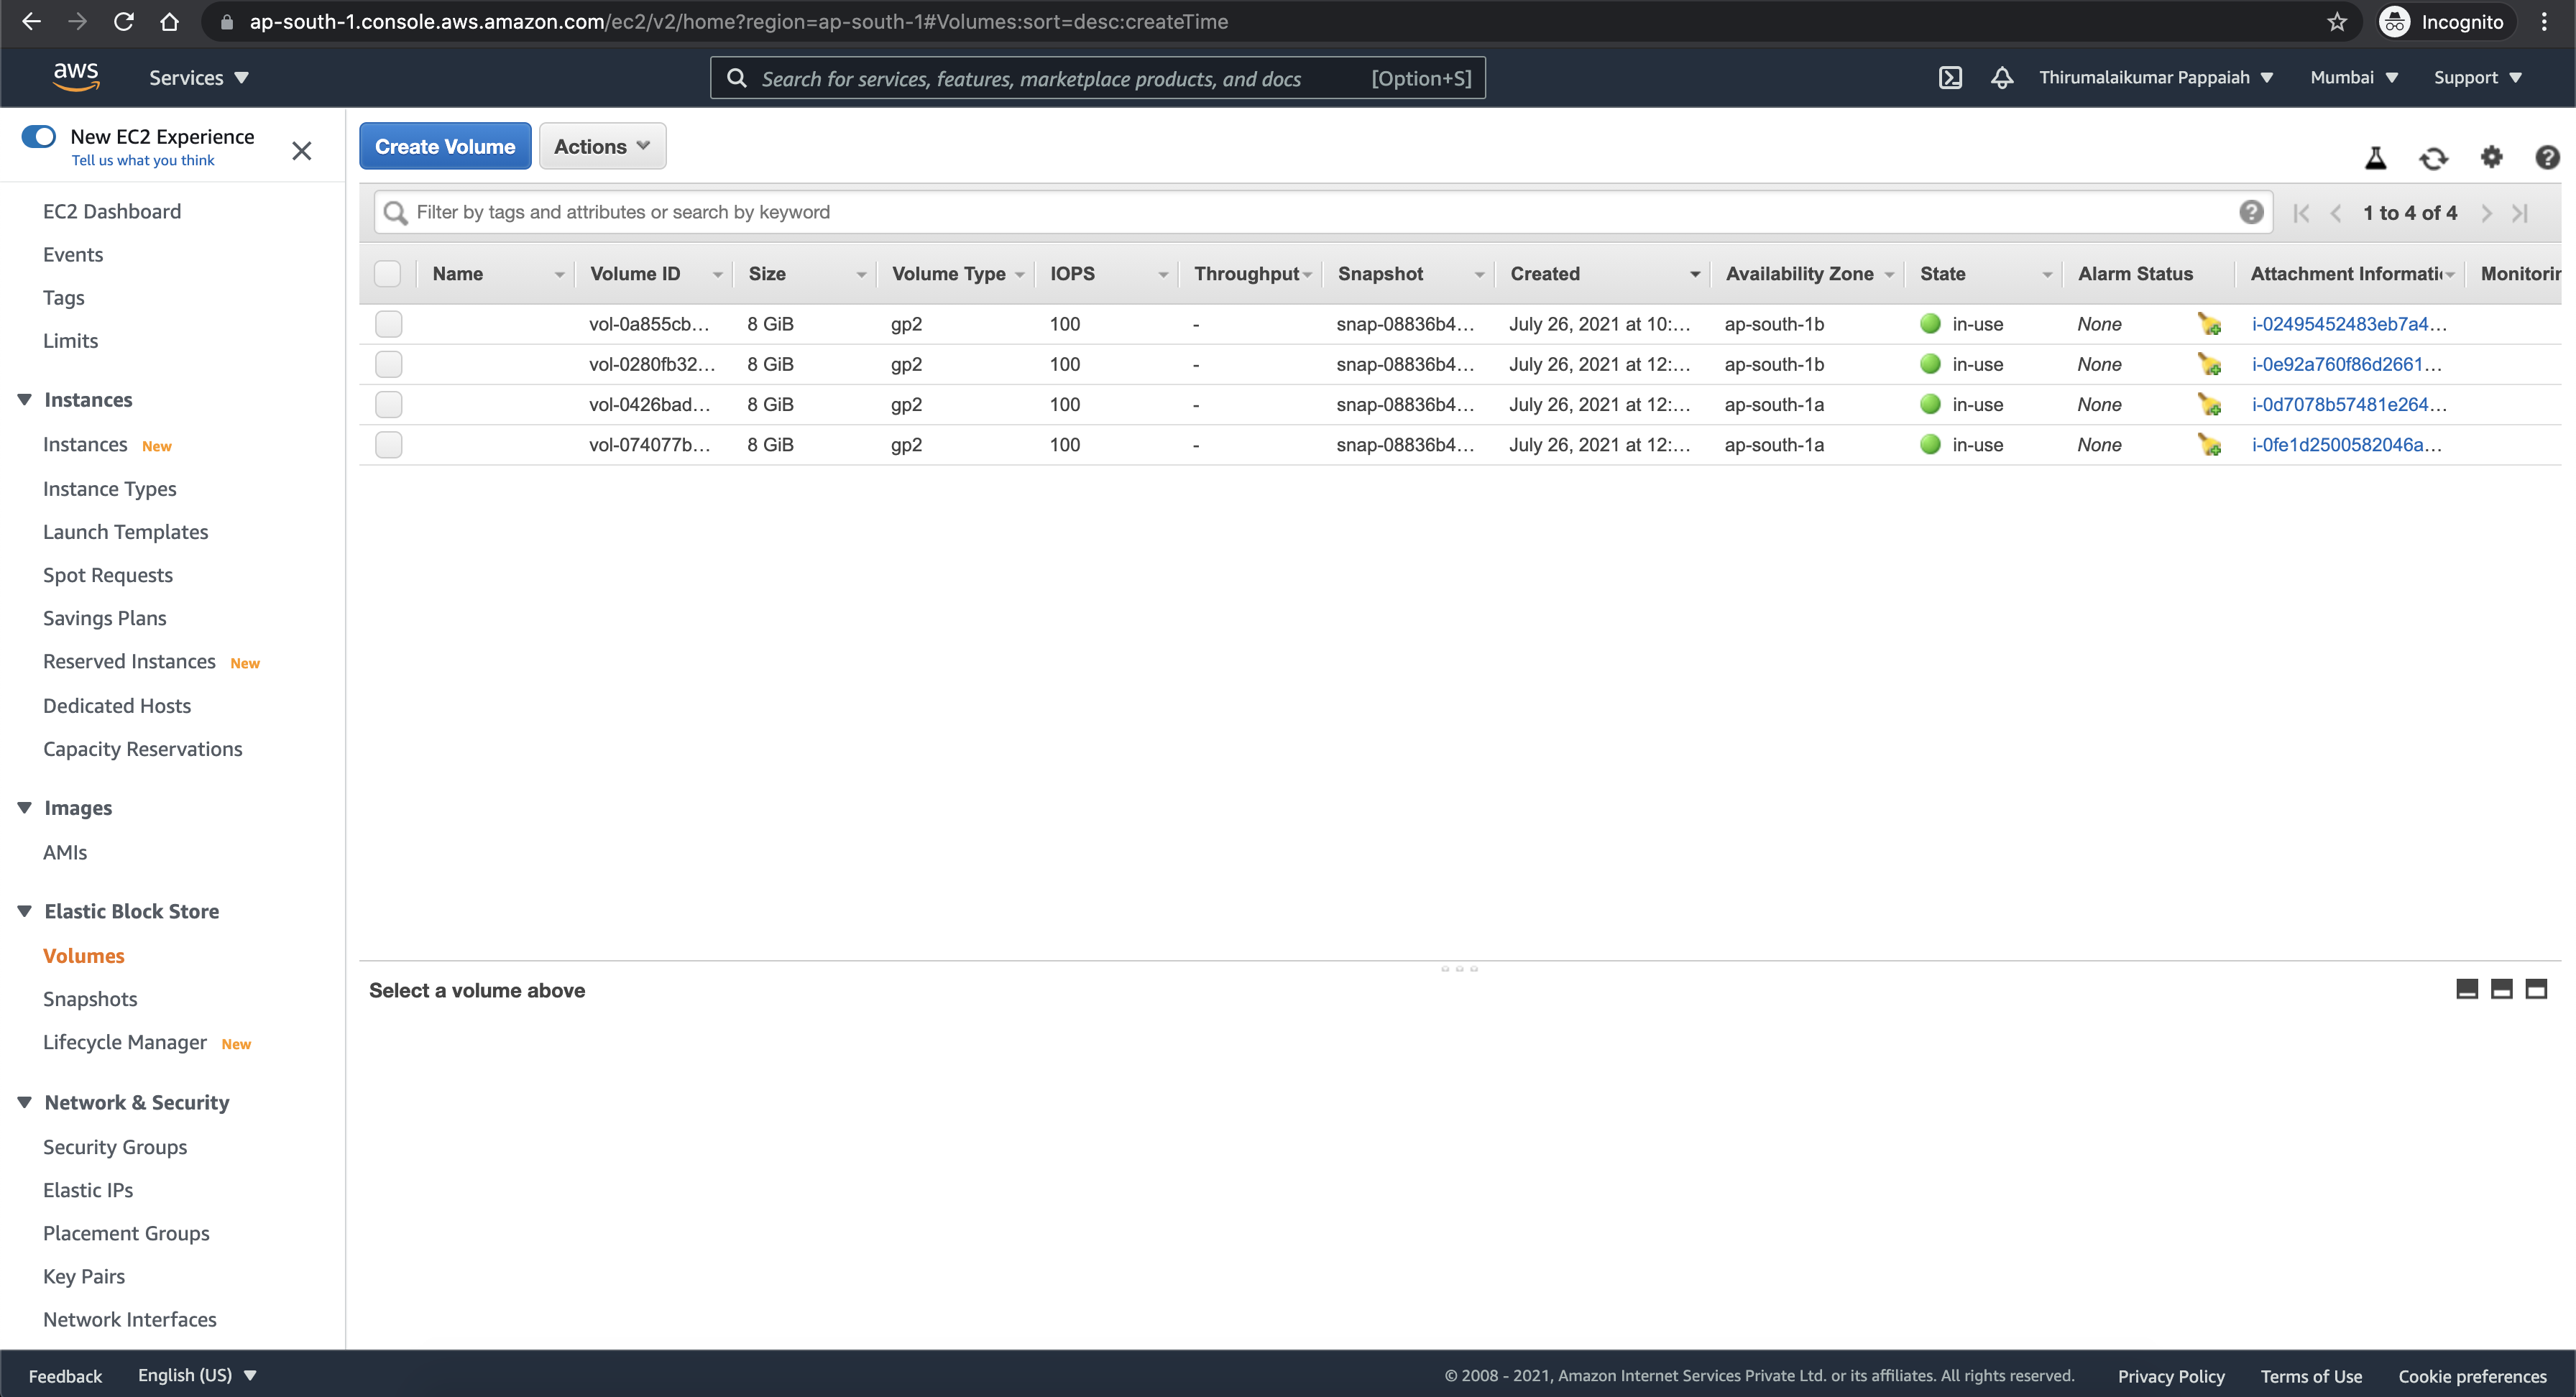 ap-south-1.console.aws.amazon.com/ec2/v2/home?region=ap-south-1#Volumes:sort=desc:createTime
Incognito
aws
Services
Search for services, features, marketplace products, and docs
[Option+S]
Thirumalaikumar Pappaiah
Mumbai
Support
New EC2 Experience
Tell us what you think
EC2 Dashboard
Events
Tags
Limits
Instances
Instances New
Instance Types
Launch Templates
Spot Requests
Savings Plans
Reserved Instances New
Dedicated Hosts
Capacity Reservations
Images
AMIs
Elastic Block Store
Volumes
Snapshots
Lifecycle Manager New
Network & Security
Security Groups
Elastic IPs
Placement Groups
Key Pairs
Network Interfaces
Create Volume
Actions
Filter by tags and attributes or search by keyword
1 to 4 of 4
Name Volume ID Size Volume Type IOPS Throughput Snapshot Created Availability Zone State Alarm Status Attachment Informati Monitorin
vol-0a855cb... 8 GiB gp2 100 - snap-08836b4... July 26, 2021 at 10:... ap-south-1b in-use None i-02495452483eb7a4...
vol-0280fb32... 8 GiB gp2 100 - snap-08836b4... July 26, 2021 at 12:... ap-south-1b in-use None i-0e92a760f86d2661...
vol-0426bad... 8 GiB gp2 100 - snap-08836b4... July 26, 2021 at 12:... ap-south-1a in-use None i-0d7078b57481e264...
vol-074077b... 8 GiB gp2 100 - snap-08836b4... July 26, 2021 at 12:... ap-south-1a in-use None i-0fe1d2500582046a...
Select a volume above
Feedback
English (US)
© 2008 - 2021, Amazon Internet Services Private Ltd. or its affiliates. All rights reserved.
Privacy Policy
Terms of Use
Cookie preferences